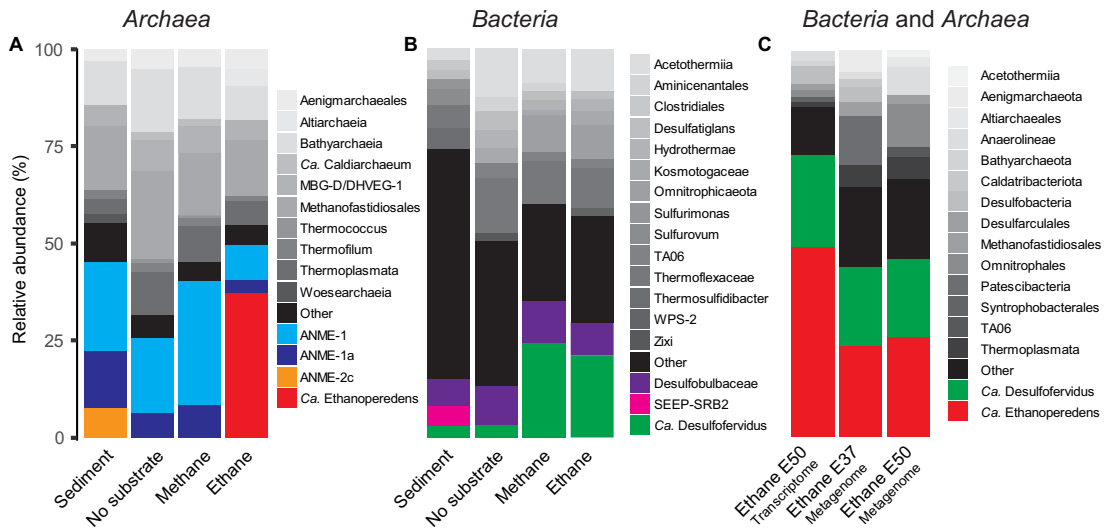 Archaea
Bacteria
Bacteria and Archaea
A
B
C
Relative abundance (%)
100
75
50
25
0
Sediment
No substrate
Methane
Ethane
Aenigmarchaeales
Altiarchaeia
Bathyarchaeia
Ca. Caldiarchaeum
MBG-D/DHVEG-1
Methanofastidiosales
Thermococcus
Thermofilum
Thermoplasmata
Woesearchaeia
Other
ANME-1
ANME-1a
ANME-2c
Ca. Ethanoperedens
Sediment
No substrate
Methane
Ethane
Acetothermiia
Aminicenantales
Clostridiales
Desulfatiglans
Hydrothermae
Kosmotogaceae
Omnitrophicaeota
Sulfurimonas
Sulfurovum
TA06
Thermoflexaceae
Thermosulfidibacter
WPS-2
Zixi
Other
Desulfobulbaceae
SEEP-SRB2
Ca. Desulfofervidus
Ethane E50
Transcriptome
Ethane E37
Metagenome
Ethane E50
Metagenome
Acetothermiia
Aenigmarchaeota
Altiarchaeales
Anaerolineae
Bathyarchaeota
Caldatribacteriota
Desulfobacteria
Desulfarculales
Methanofastidiosales
Omnitrophales
Patescibacteria
Syntrophobacterales
TA06
Thermoplasmata
Other
Ca. Desulfofervidus
Ca. Ethanoperedens